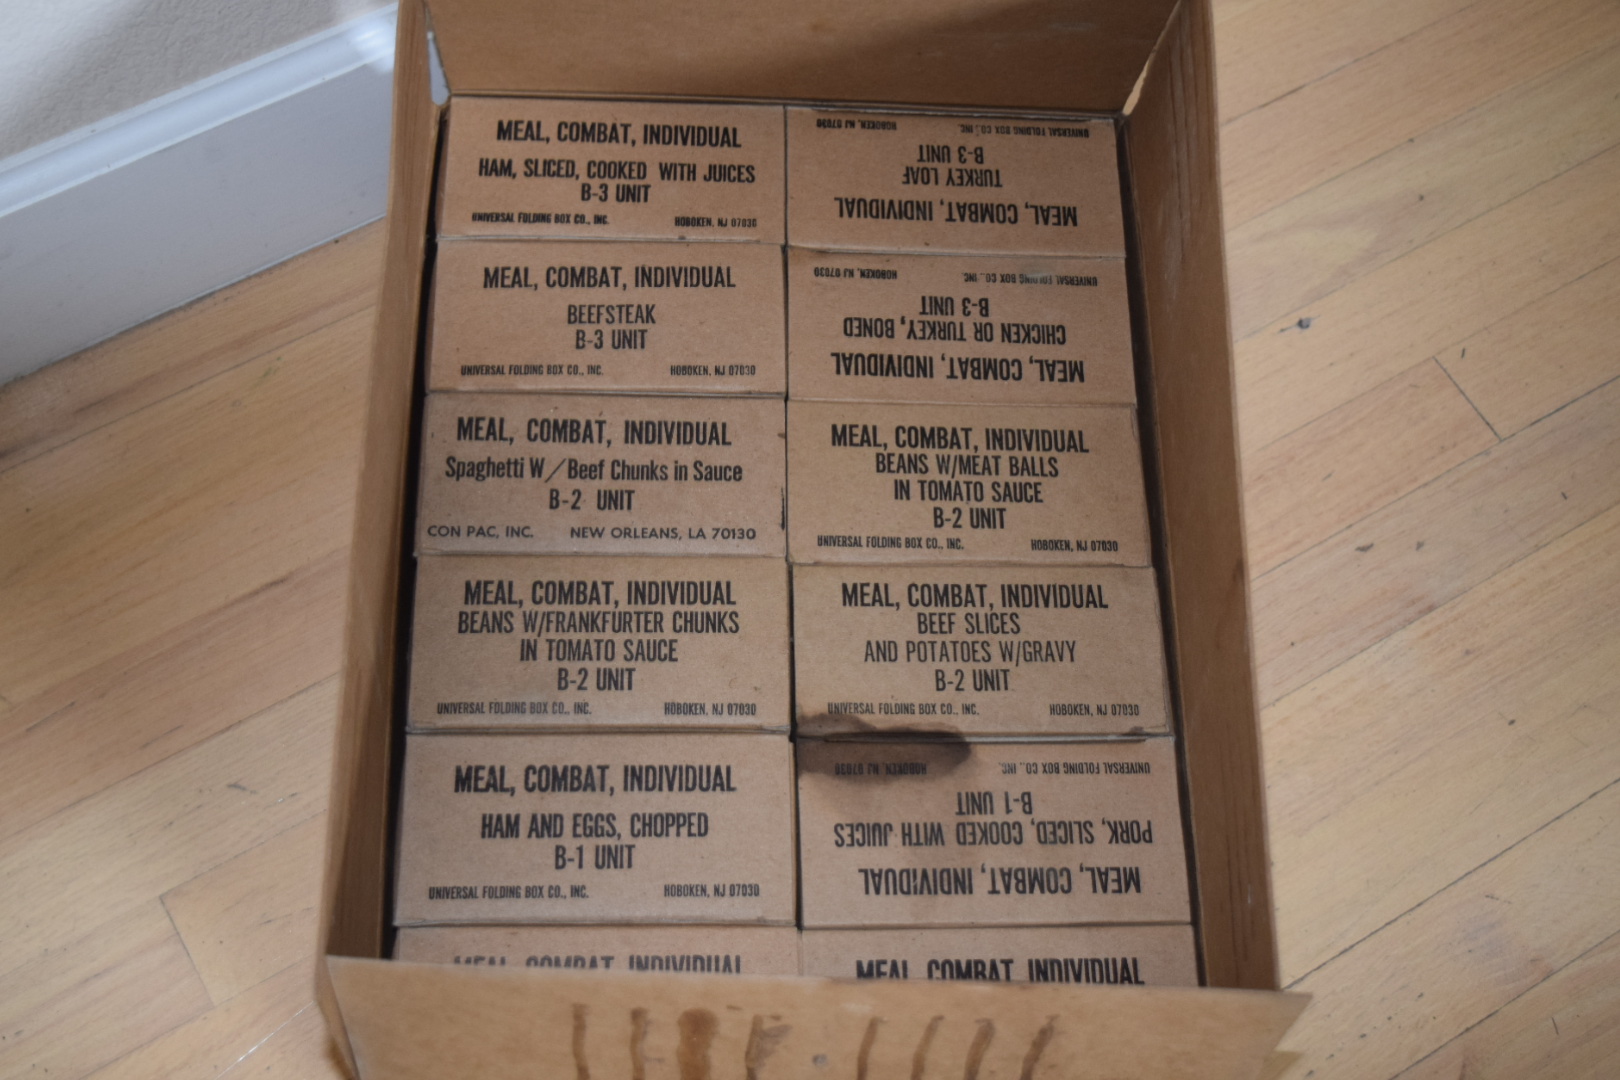 MEAL, COMBAT, INDIVIDUAL
HAM, SLICED, COOKED WITH JUICES
B-3 UNIT
UNIVERSAL FOLDING BOX CO., INC. HOBOKEN, NJ 07030
MEAL, COMBAT, INDIVIDUAL
TURKEY LOAF
B-3 UNIT
UNIVERSAL FOLDING BOX CO., INC. HOBOKEN, NJ 07030
MEAL, COMBAT, INDIVIDUAL
BEEFSTEAK
B-3 UNIT
UNIVERSAL FOLDING BOX CO., INC. HOBOKEN, NJ 07030
MEAL, COMBAT, INDIVIDUAL
CHICKEN OR TURKEY, BONED
B-3 UNIT
UNIVERSAL FOLDING BOX CO., INC. HOBOKEN, NJ 07030
MEAL, COMBAT, INDIVIDUAL
Spaghetti W/Beef Chunks in Sauce
B-2 UNIT
CON PAC, INC. NEW ORLEANS, LA 70130
MEAL, COMBAT, INDIVIDUAL
BEANS W/MEAT BALLS
IN TOMATO SAUCE
B-2 UNIT
UNIVERSAL FOLDING BOX CO., INC. HOBOKEN, NJ 07030
MEAL, COMBAT, INDIVIDUAL
BEANS W/FRANKFURTER CHUNKS
IN TOMATO SAUCE
B-2 UNIT
UNIVERSAL FOLDING BOX CO., INC. HOBOKEN, NJ 07030
MEAL, COMBAT, INDIVIDUAL
BEEF SLICES
AND POTATOES W/GRAVY
B-2 UNIT
UNIVERSAL FOLDING BOX CO., INC. HOBOKEN, NJ 07030
MEAL, COMBAT, INDIVIDUAL
HAM AND EGGS, CHOPPED
B-1 UNIT
UNIVERSAL FOLDING BOX CO., INC. HOBOKEN, NJ 07030
MEAL, COMBAT, INDIVIDUAL
PORK, SLICED, COOKED WITH JUICES
B-1 UNIT
UNIVERSAL FOLDING BOX CO., INC. HOBOKEN, NJ 07030
MEAL, COMBAT, INDIVIDUAL
MEAL, COMBAT, INDIVIDUAL